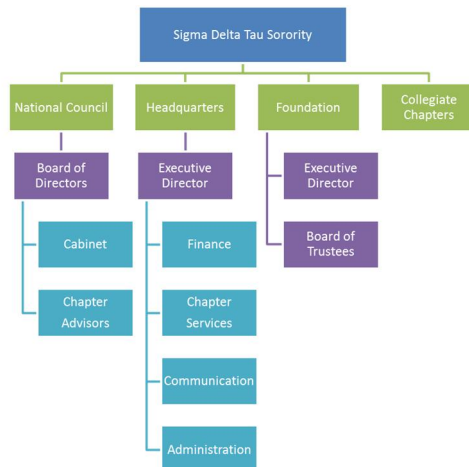 Sigma Delta Tau Sorority
National Council
Headquarters
Foundation
Collegiate
Chapters
Board of
Directors
Executive
Director
Executive
Director
Cabinet
Finance
Board of
Trustees
Chapter
Advisors
Chapter
Services
Communication
Administration